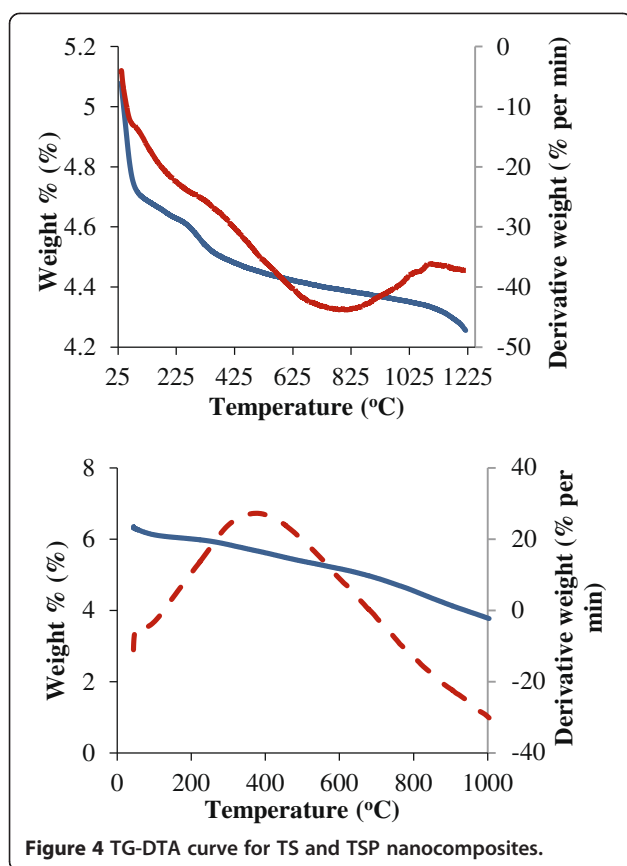 5.2
5
4.8
4.6
4.4
4.2
Weight % (%)
0
-10
-20
-30
-40
-50
Derivative weight (% per min)
25 225 425 625 825 1025 1225
Temperature (ºC)
8
6
4
2
0
Weight % (%)
40
20
0
-20
-40
Derivative weight (% per
min)
0 200 400 600 800 1000
Temperature (ºC)
Figure 4 TG-DTA curve for TS and TSP nanocomposites.